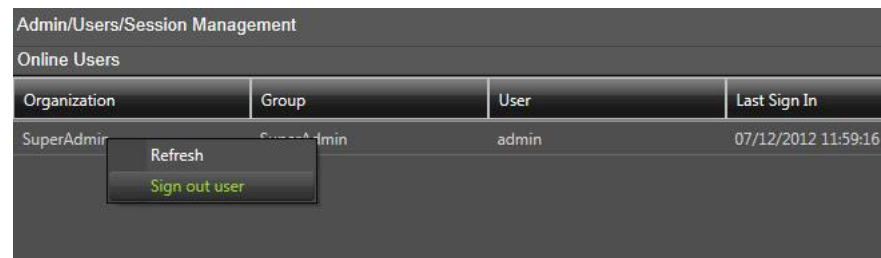 Admin/Users/Session Management
Online Users
Organization Group User Last Sign In
SuperAdmin admin 07/12/2012 11:59:16
Refresh
Sign out user